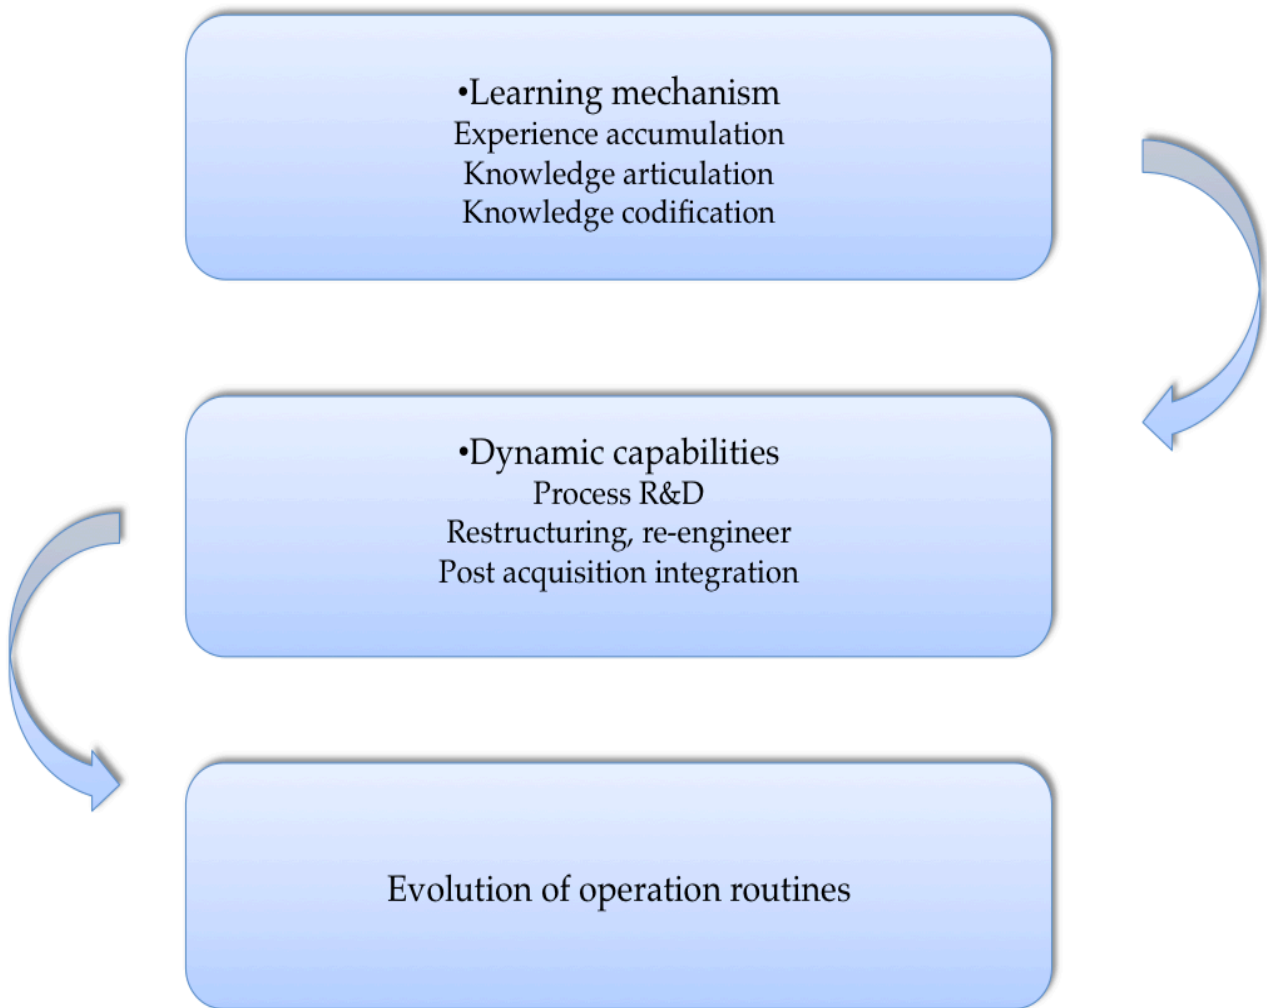 •Learning mechanism
Experience accumulation
Knowledge articulation
Knowledge codification
•Dynamic capabilities
Process R&D
Restructuring, re-engineer
Post acquisition integration
Evolution of operation routines